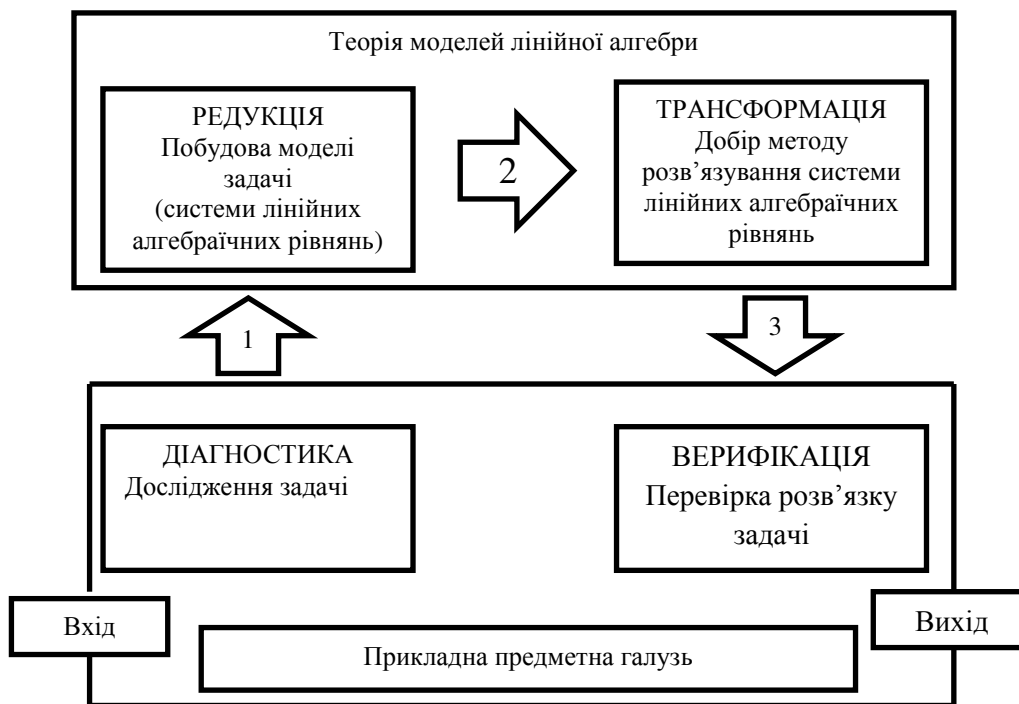 Теорія моделей лінійної алгебри
РЕДУКЦІЯ
Побудова моделі
задачі
(системи лінійних
алгебраїчних рівнянь)
2
ТРАНСФОРМАЦІЯ
Добір методу
розв’язування системи
лінійних алгебраїчних
рівнянь
1
3
ДІАГНОСТИКА
Дослідження задачі
ВЕРИФІКАЦІЯ
Перевірка розв’язку
задачі
Вхід
Вихід
Прикладна предметна галузь